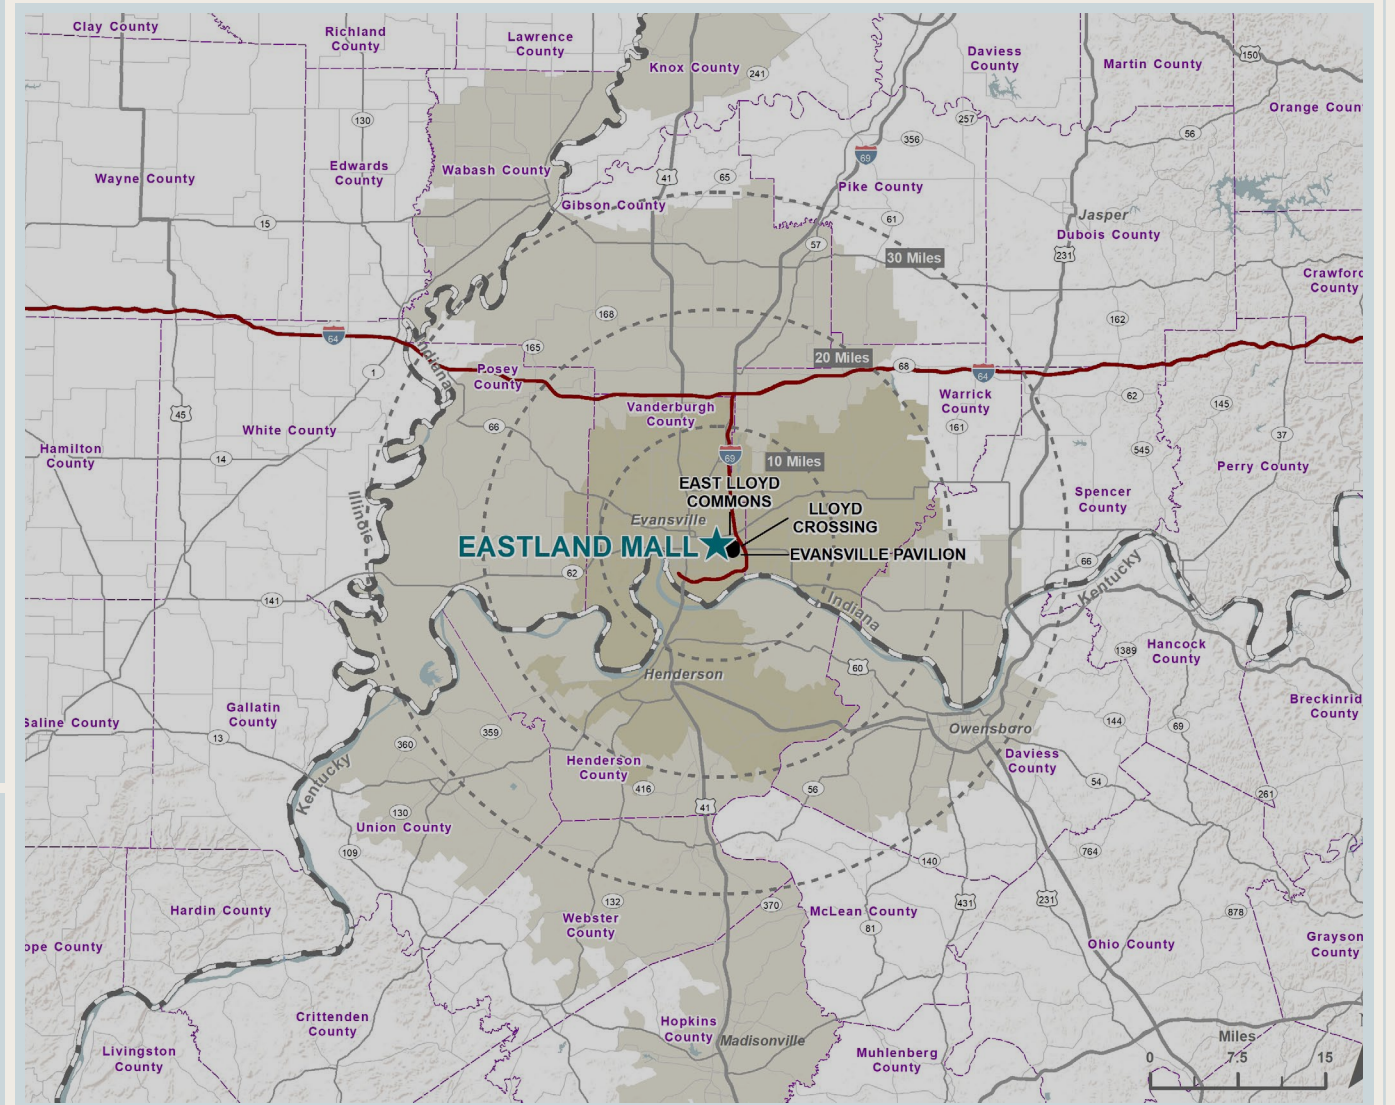 Clay County
Richland
County
Lawrence
County
Knox County
241
Daviess
County
Martin County
150
Orange Coun
130
257
356
56
69
Wayne County
Edwards
County
Wabash County
41
65
Pike County
Gibson County
61
15
Jasper
Dubois County
57
231
30 Miles
Crawford
County
168
162
64
165
Indiana
20 Miles
68
64
1
Posey
County
Warrick
County
62
145
45
Vanderburgh
County
66
161
37
White County
14
545
Hamilton
County
69
10 Miles
Perry County
EAST LLOYD
COMMONS
Spencer
County
Illinois
LLOYD
CROSSING
Evansville
EASTLAND MALL
EVANSVILLE PAVILION
62
66
Kentucky
141
Indiana
Hancock
County
1389
60
Henderson
Breckinrid
County
Gallatin
County
Saline County
13
359
360
144
69
Owensboro
Kentucky
Henderson
County
Daviess
County
54
416
56
261
41
130
Union County
109
764
140
132
370
431
231
Hardin County
Webster
County
McLean County
878
81
ope County
Ohio County
Grayson
County
Crittenden
County
Hopkins
County
Madisonville
Miles
Livingston
County
Muhlenberg
County
0
7.5
15